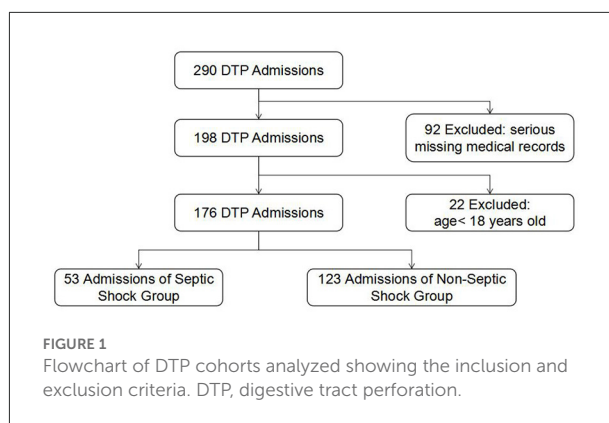 290 DTP Admissions
92 Excluded: serious
missing medical records
198 DTP Admissions
22 Excluded:
age< 18 years old
176 DTP Admissions
53 Admissions of Septic
Shock Group
123 Admissions of Non-Septic
Shock Group
FIGURE 1
Flowchart of DTP cohorts analyzed showing the inclusion and
exclusion criteria. DTP, digestive tract perforation.